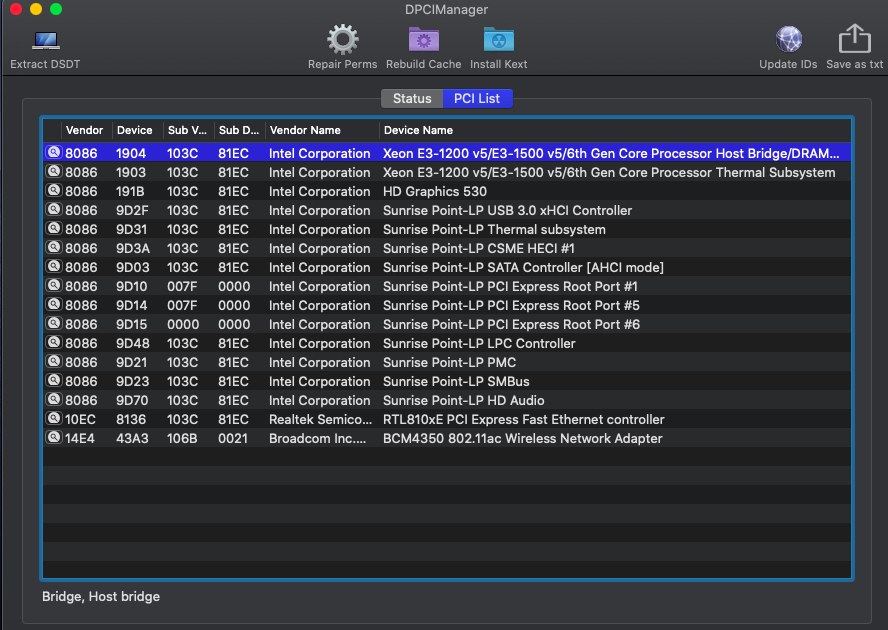 DPCIManager
Extract DSDT Repair Perms Rebuild Cache Install Kext Update IDs Save as txt
Status PCI List
Vendor Device Sub V... Sub D... Vendor Name Device Name
8086 1904 103C 81EC Intel Corporation Xeon E3-1200 v5/E3-1500 v5/6th Gen Core Processor Host Bridge/DRAM...
8086 1903 103C 81EC Intel Corporation Xeon E3-1200 v5/E3-1500 v5/6th Gen Core Processor Thermal Subsystem
8086 191B 103C 81EC Intel Corporation HD Graphics 530
8086 9D2F 103C 81EC Intel Corporation Sunrise Point-LP USB 3.0 xHCI Controller
8086 9D31 103C 81EC Intel Corporation Sunrise Point-LP Thermal subsystem
8086 9D3A 103C 81EC Intel Corporation Sunrise Point-LP CSME HECI #1
8086 9D03 103C 81EC Intel Corporation Sunrise Point-LP SATA Controller [AHCI mode]
8086 9D10 007F 0000 Intel Corporation Sunrise Point-LP PCI Express Root Port #1
8086 9D14 007F 0000 Intel Corporation Sunrise Point-LP PCI Express Root Port #5
8086 9D15 0000 0000 Intel Corporation Sunrise Point-LP PCI Express Root Port #6
8086 9D48 103C 81EC Intel Corporation Sunrise Point-LP LPC Controller
8086 9D21 103C 81EC Intel Corporation Sunrise Point-LP PMC
8086 9D23 103C 81EC Intel Corporation Sunrise Point-LP SMBus
8086 9D70 103C 81EC Intel Corporation Sunrise Point-LP HD Audio
10EC 8136 103C 81EC Realtek Semico... RTL810xE PCI Express Fast Ethernet controller
14E4 43A3 106B 0021 Broadcom Inc.... BCM4350 802.11ac Wireless Network Adapter
Bridge, Host bridge